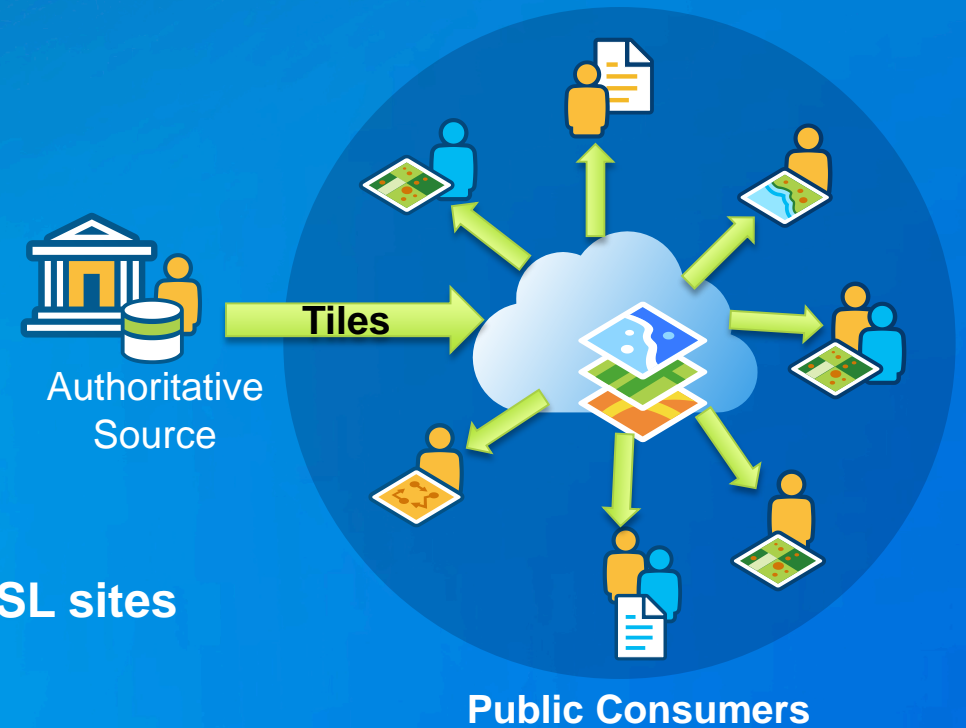 Tiles
Authoritative
Source
SL sites
Public Consumers